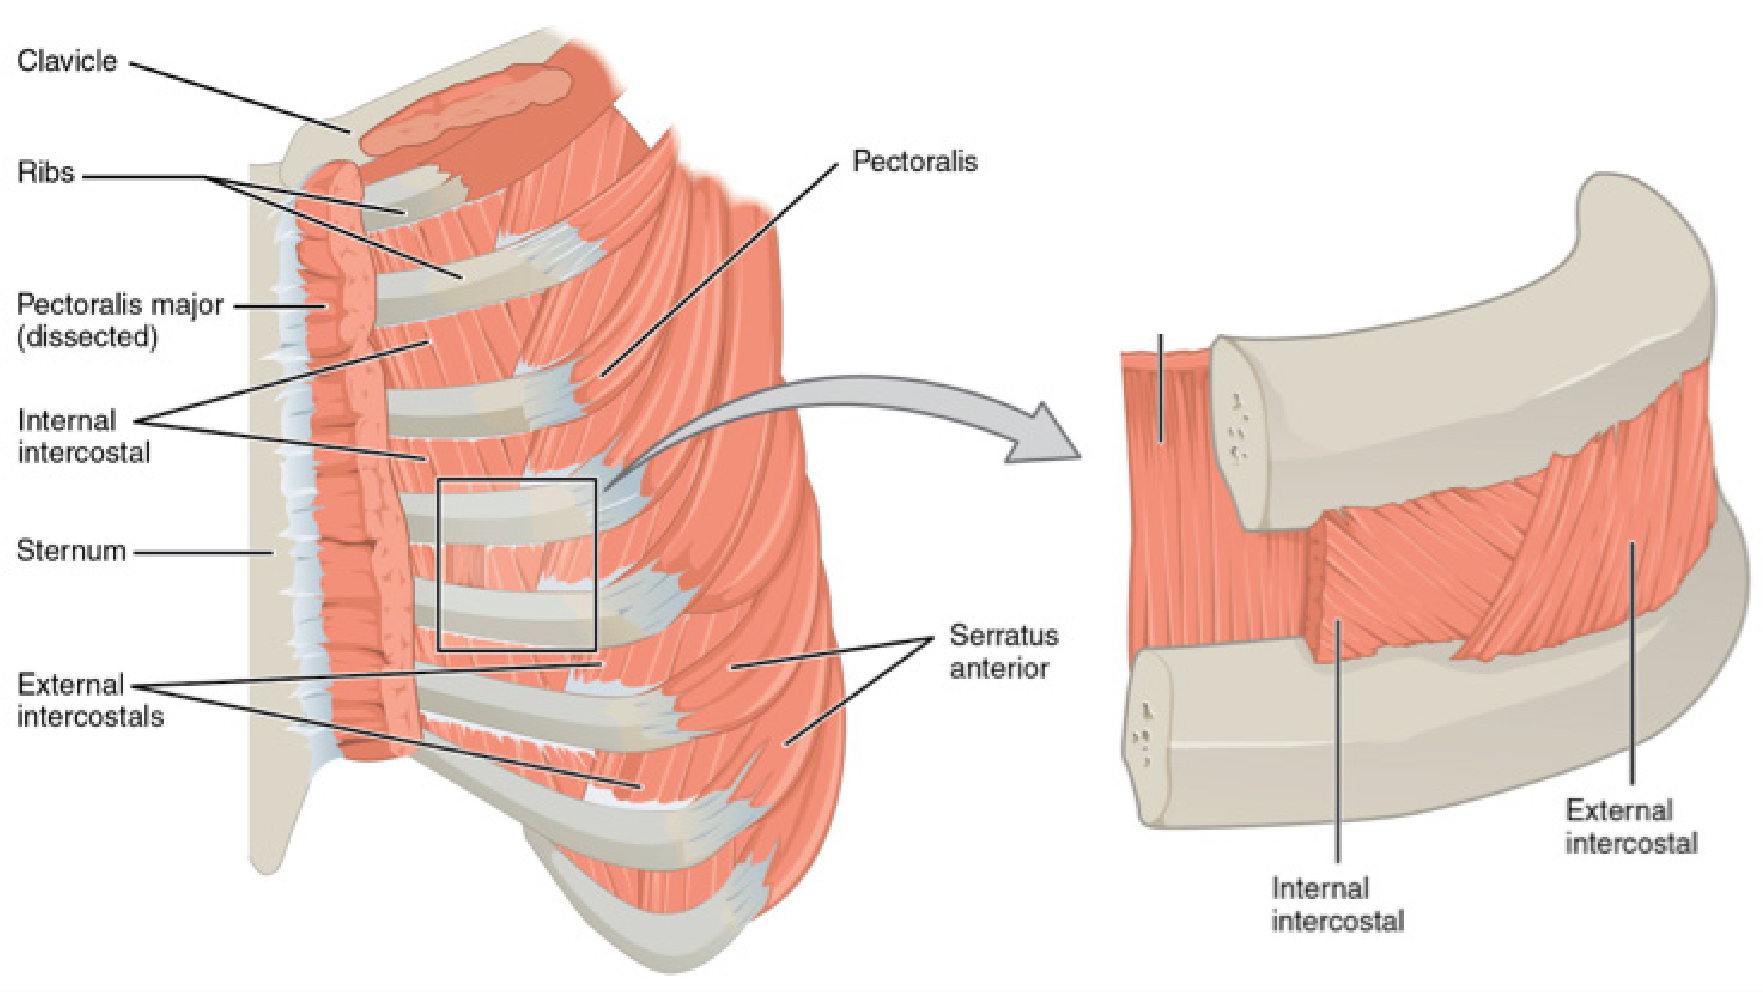 Clavicle
Ribs
Pectoralis major
(dissected)
Internal
intercostal
Sternum
External
intercostals
Pectoralis
Serratus
anterior
Internal
intercostal
External
intercostal